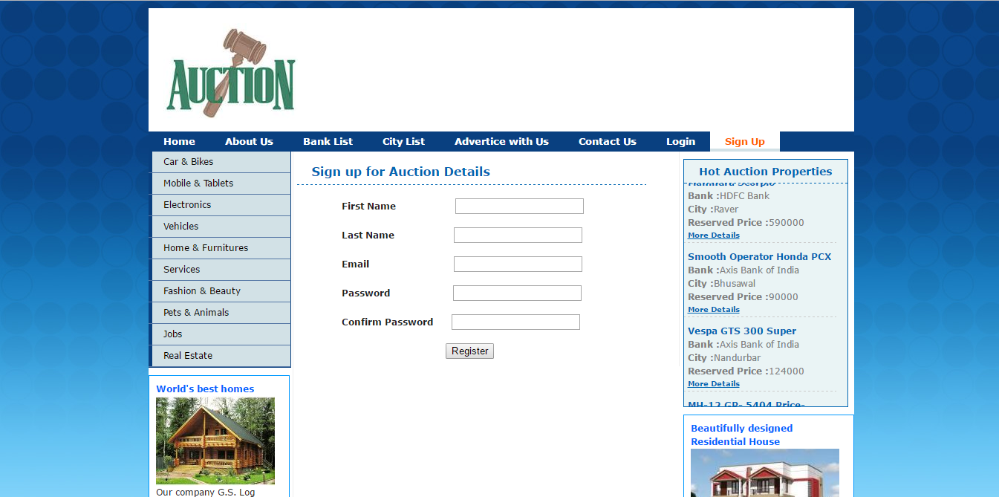 AUCTION
Home About Us Bank List City List Advertice with Us Contact Us Login Sign Up
Car & Bikes
Mobile & Tablets
Electronics
Vehicles
Home & Furnitures
Services
Fashion & Beauty
Pets & Animals
Jobs
Real Estate
World's best homes
Our company G.S. Log
Sign up for Auction Details
First Name
Last Name
Email
Password
Confirm Password
Register
Hot Auction Properties
Mahindra Scorpio
Bank :HDFC Bank
City :Raver
Reserved Price :590000
More Details
Smooth Operator Honda PCX
Bank :Axis Bank of India
City :Bhusawal
Reserved Price :90000
More Details
Vespa GTS 300 Super
Bank :Axis Bank of India
City :Nandurbar
Reserved Price :124000
More Details
MH-12 GP- 5404 Price-
Beautifully designed
Residential House